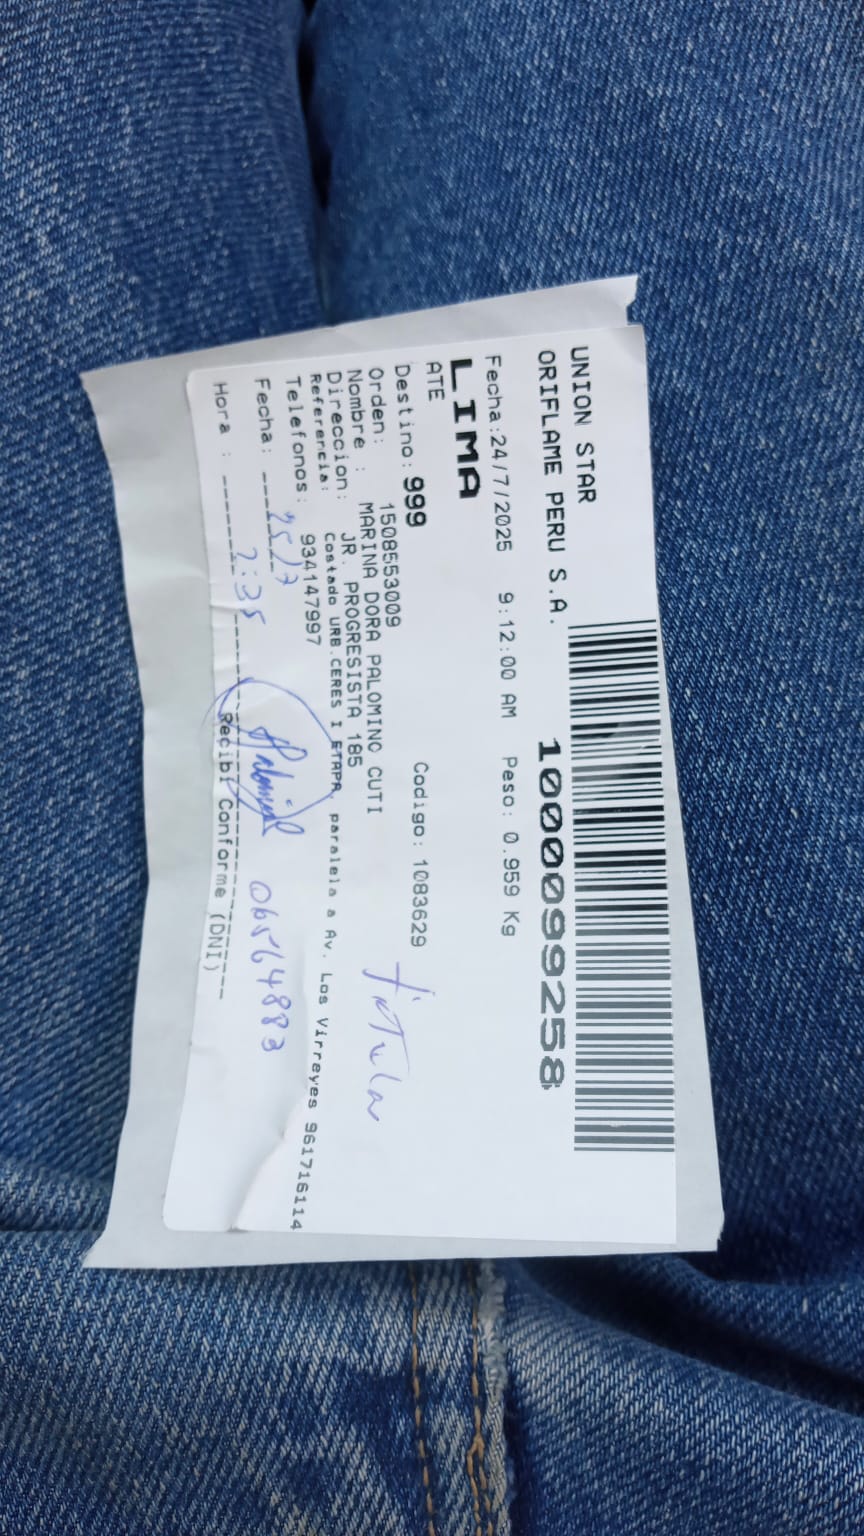 UNION STAR
ORIFLAME PERU S.A.
1000099258
Fecha:24/7/2025 9:12:00 AM Peso: 0.959 Kg
LIMA
ATE
Destino: 999 Codigo: 1083629
Orden: 1508553009
Nombre : MARINA DORA PALOMINO CUTI
Titular
Direccion: JR. PROGRESISTA 185
Referencia: Costado URB.CERES I ETAPA, paralela a Av. Los Virreyes 961716114
Telefonos: 934147997
Fecha: 25/7
06564883
Hora : 2:35
Recibi Conforme (DNI)